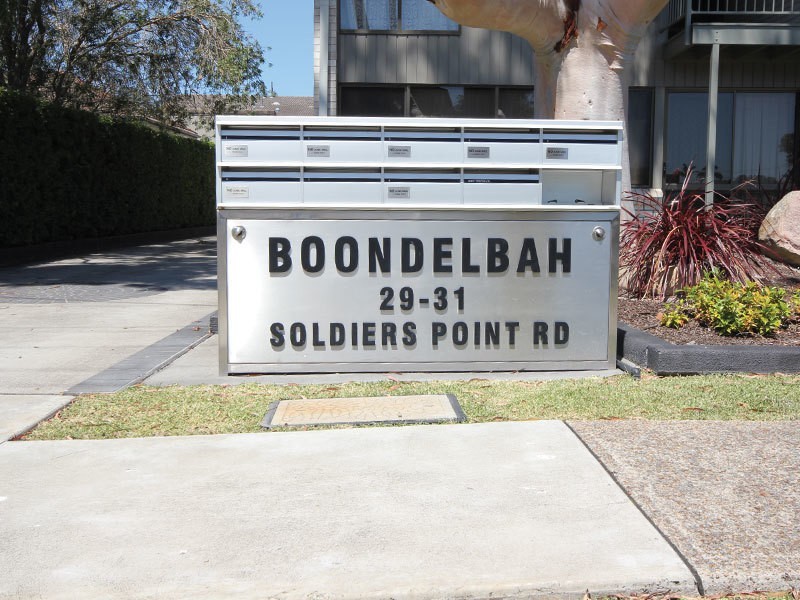 BOONDELBAH
29-31
SOLDIERS POINT RD